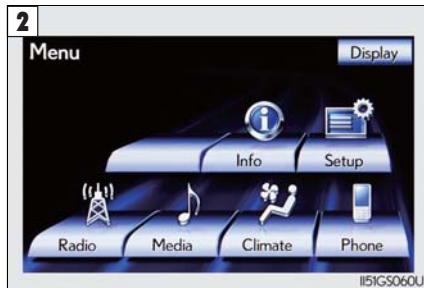 2
Menu
Display
Info Setup
Radio Media Climate Phone
II51GS060U